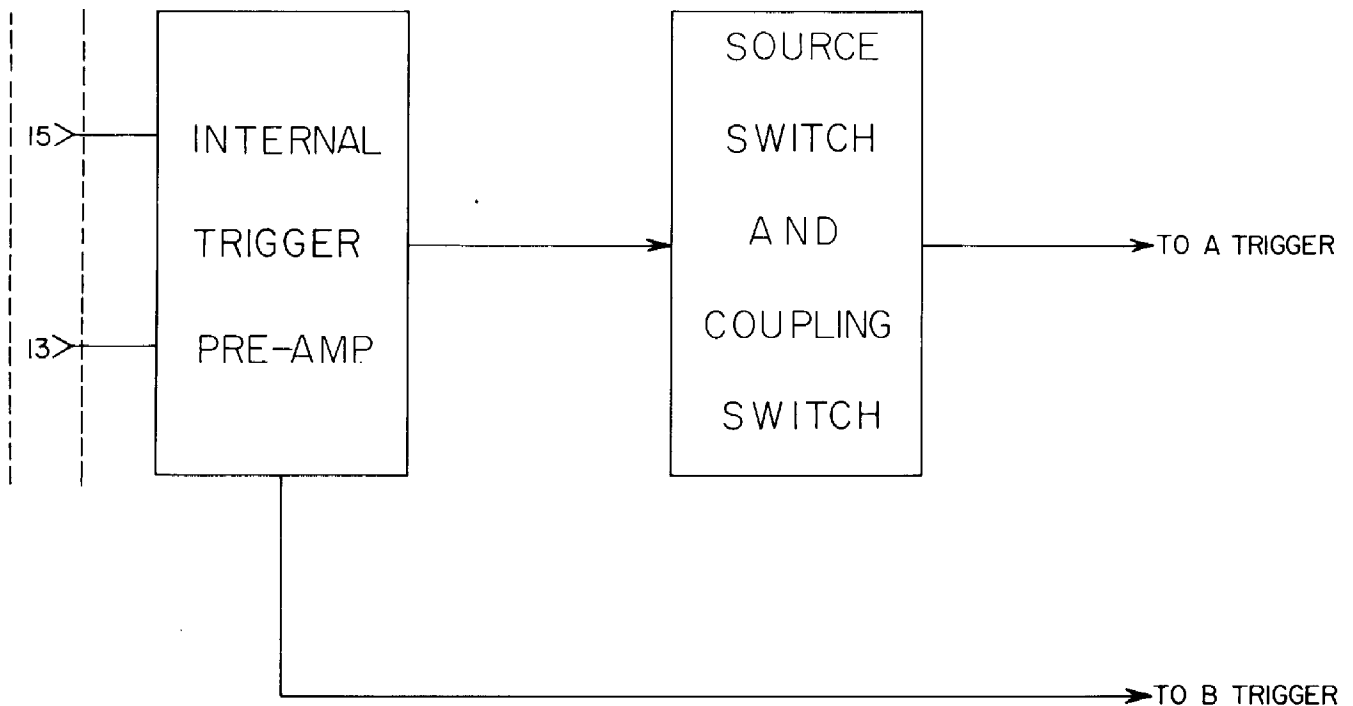 15
INTERNAL
TRIGGER
13
PRE-AMP.
SOURCE
SWITCH
AND
COUPLING
SWITCH
TO A TRIGGER
TO B TRIGGER